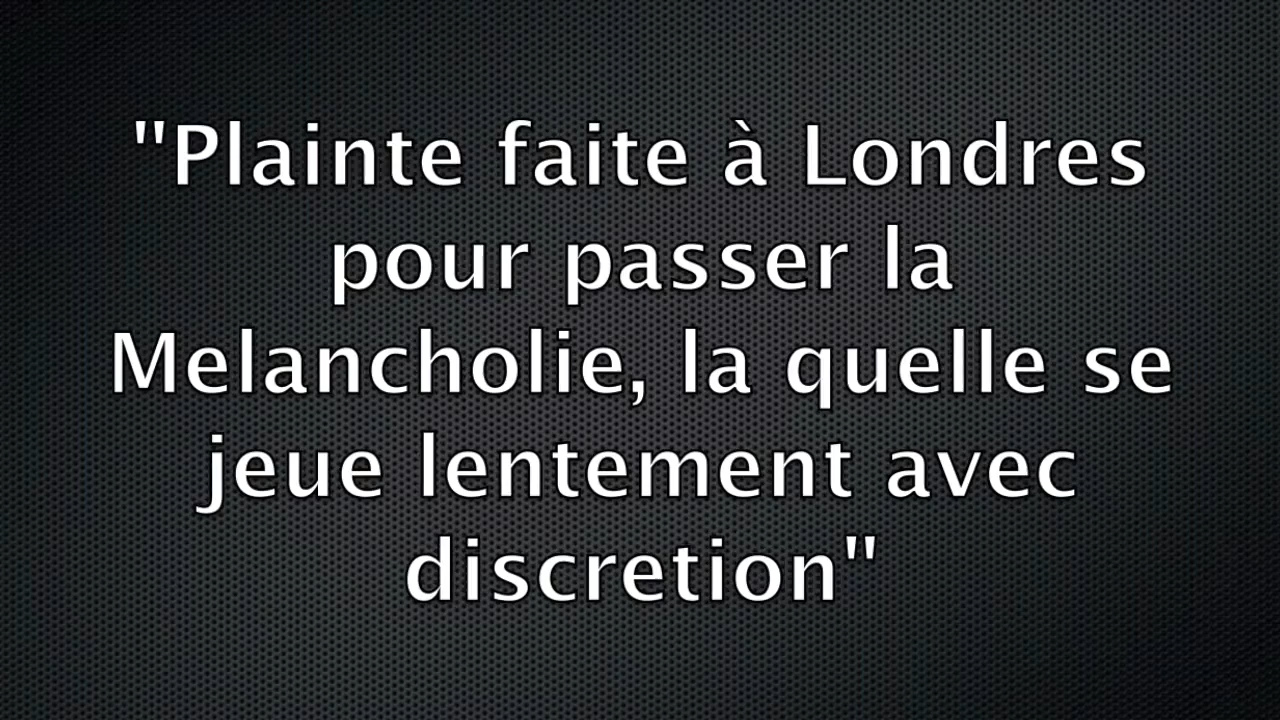 "Plainte faite à Londres
pour passer la
Melancholie, la quelle se
jeue lentement avec
discretion"